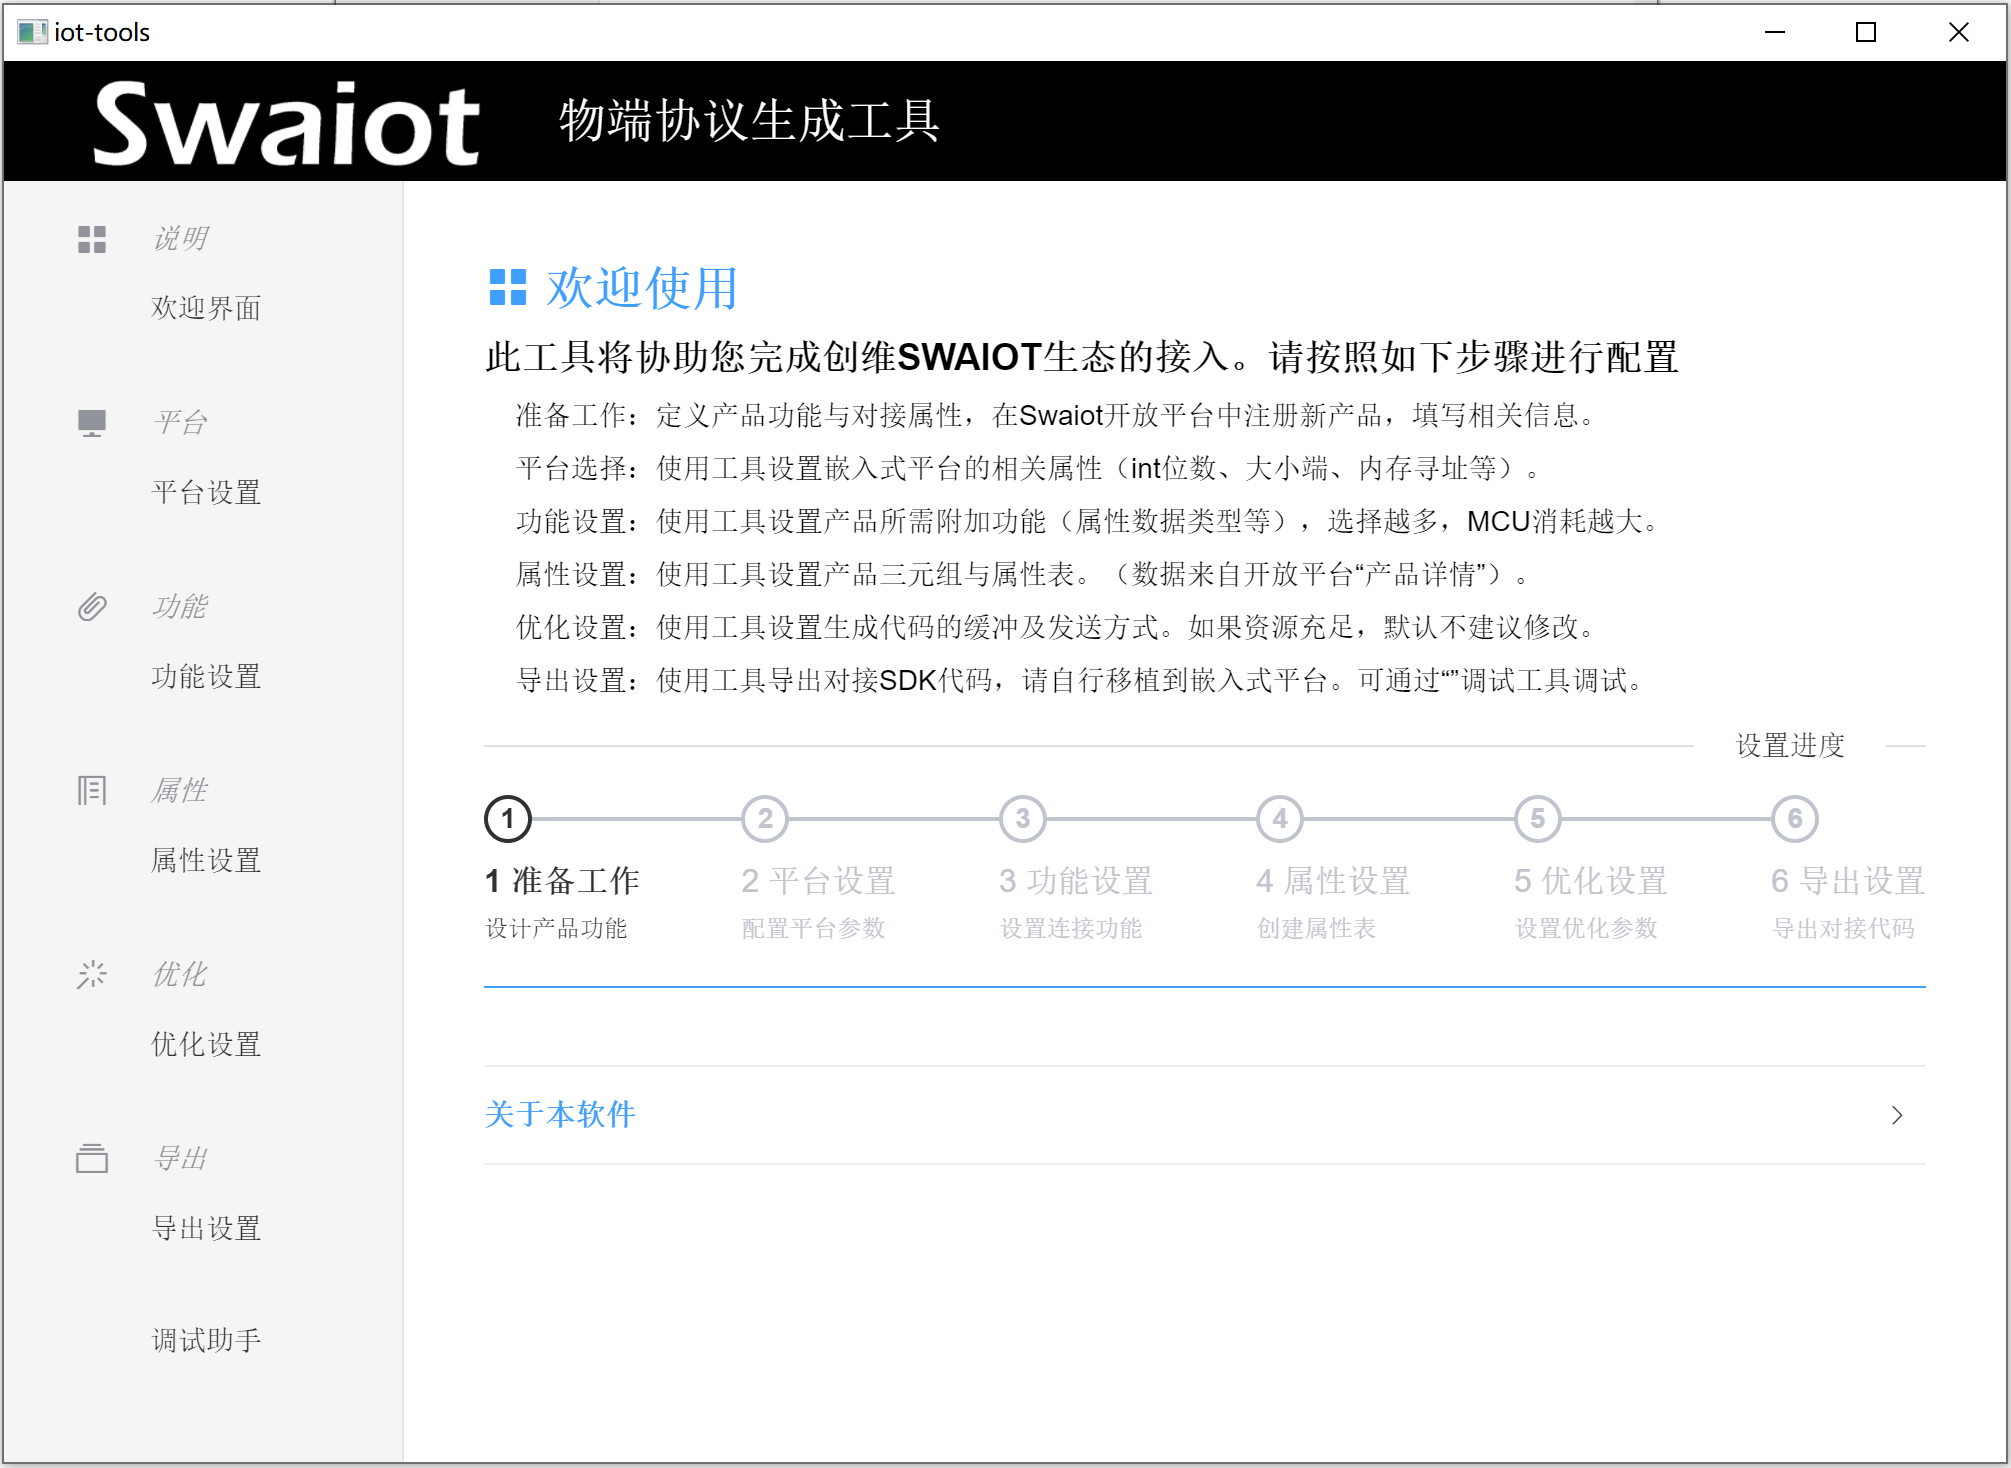 iot-tools
Swaiot
物端协议生成工具
说明
欢迎界面
平台
平台设置
功能
功能设置
属性
属性设置
优化
优化设置
导出
导出设置
调试助手
欢迎使用
此工具将协助您完成创维SWAIOT生态的接入。请按照如下步骤进行配置
准备工作：定义产品功能与对接属性，在Swaiot开放平台中注册新产品，填写相关信息。
平台选择：使用工具设置嵌入式平台的相关属性（int位数、大小端、内存寻址等）。
功能设置：使用工具设置产品所需附加功能（属性数据类型等），选择越多，MCU消耗越大。
属性设置：使用工具设置产品三元组与属性表。（数据来自开放平台“产品详情”）。
优化设置：使用工具设置生成代码的缓冲及发送方式。如果资源充足，默认不建议修改。
导出设置：使用工具导出对接SDK代码，请自行移植到嵌入式平台。可通过“”调试工具调试。
设置进度
1 2 3 4 5 6
1 准备工作 2 平台设置 3 功能设置 4 属性设置 5 优化设置 6 导出设置
设计产品功能 配置平台参数 设置连接功能 创建属性表 设置优化参数 导出对接代码
关于本软件